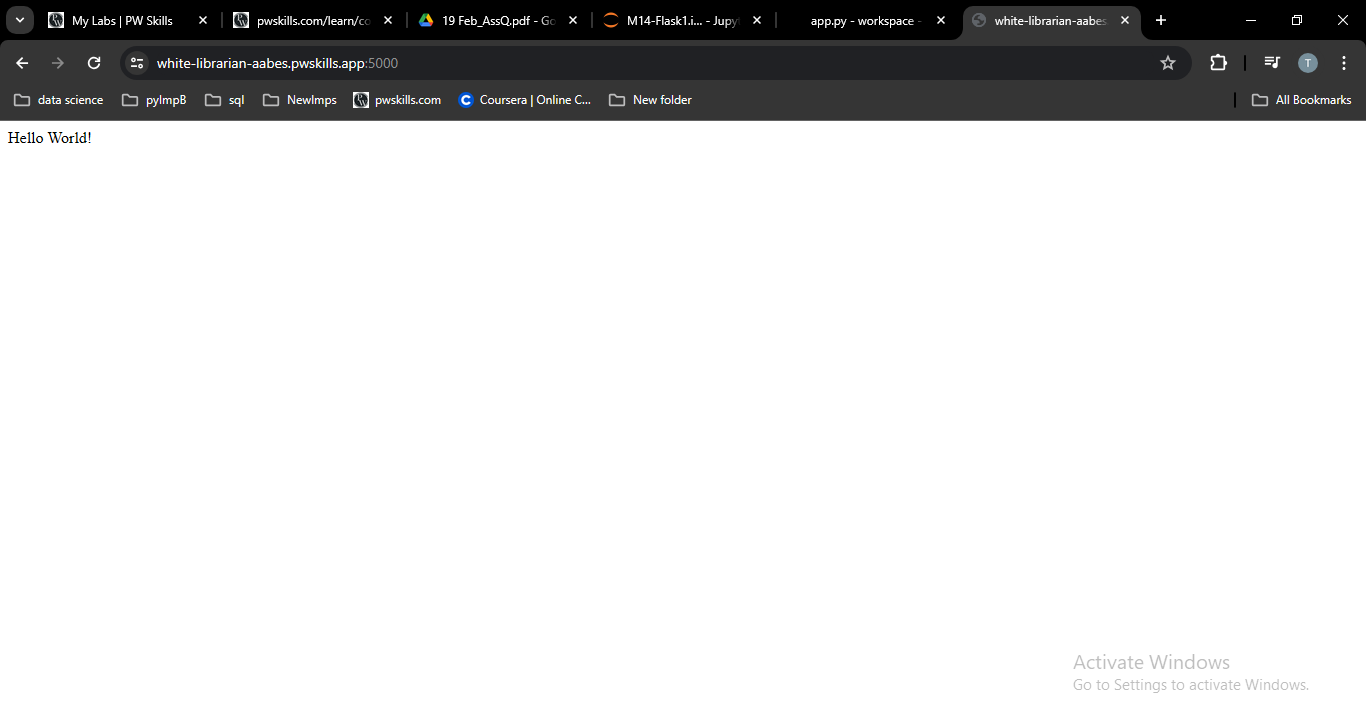 My Labs | PW Skills
pwskills.com/learn/co
19 Feb_AssQ.pdf - Go
M14-Flask1.i... - Jupy
app.py - workspace -
white-librarian-aabes
white-librarian-aabes.pwskills.app:5000
T
data science
pyImpB
sql
NewImps
pwskills.com
Coursera | Online C...
New folder
All Bookmarks
Hello World!
Activate Windows
Go to Settings to activate Windows.